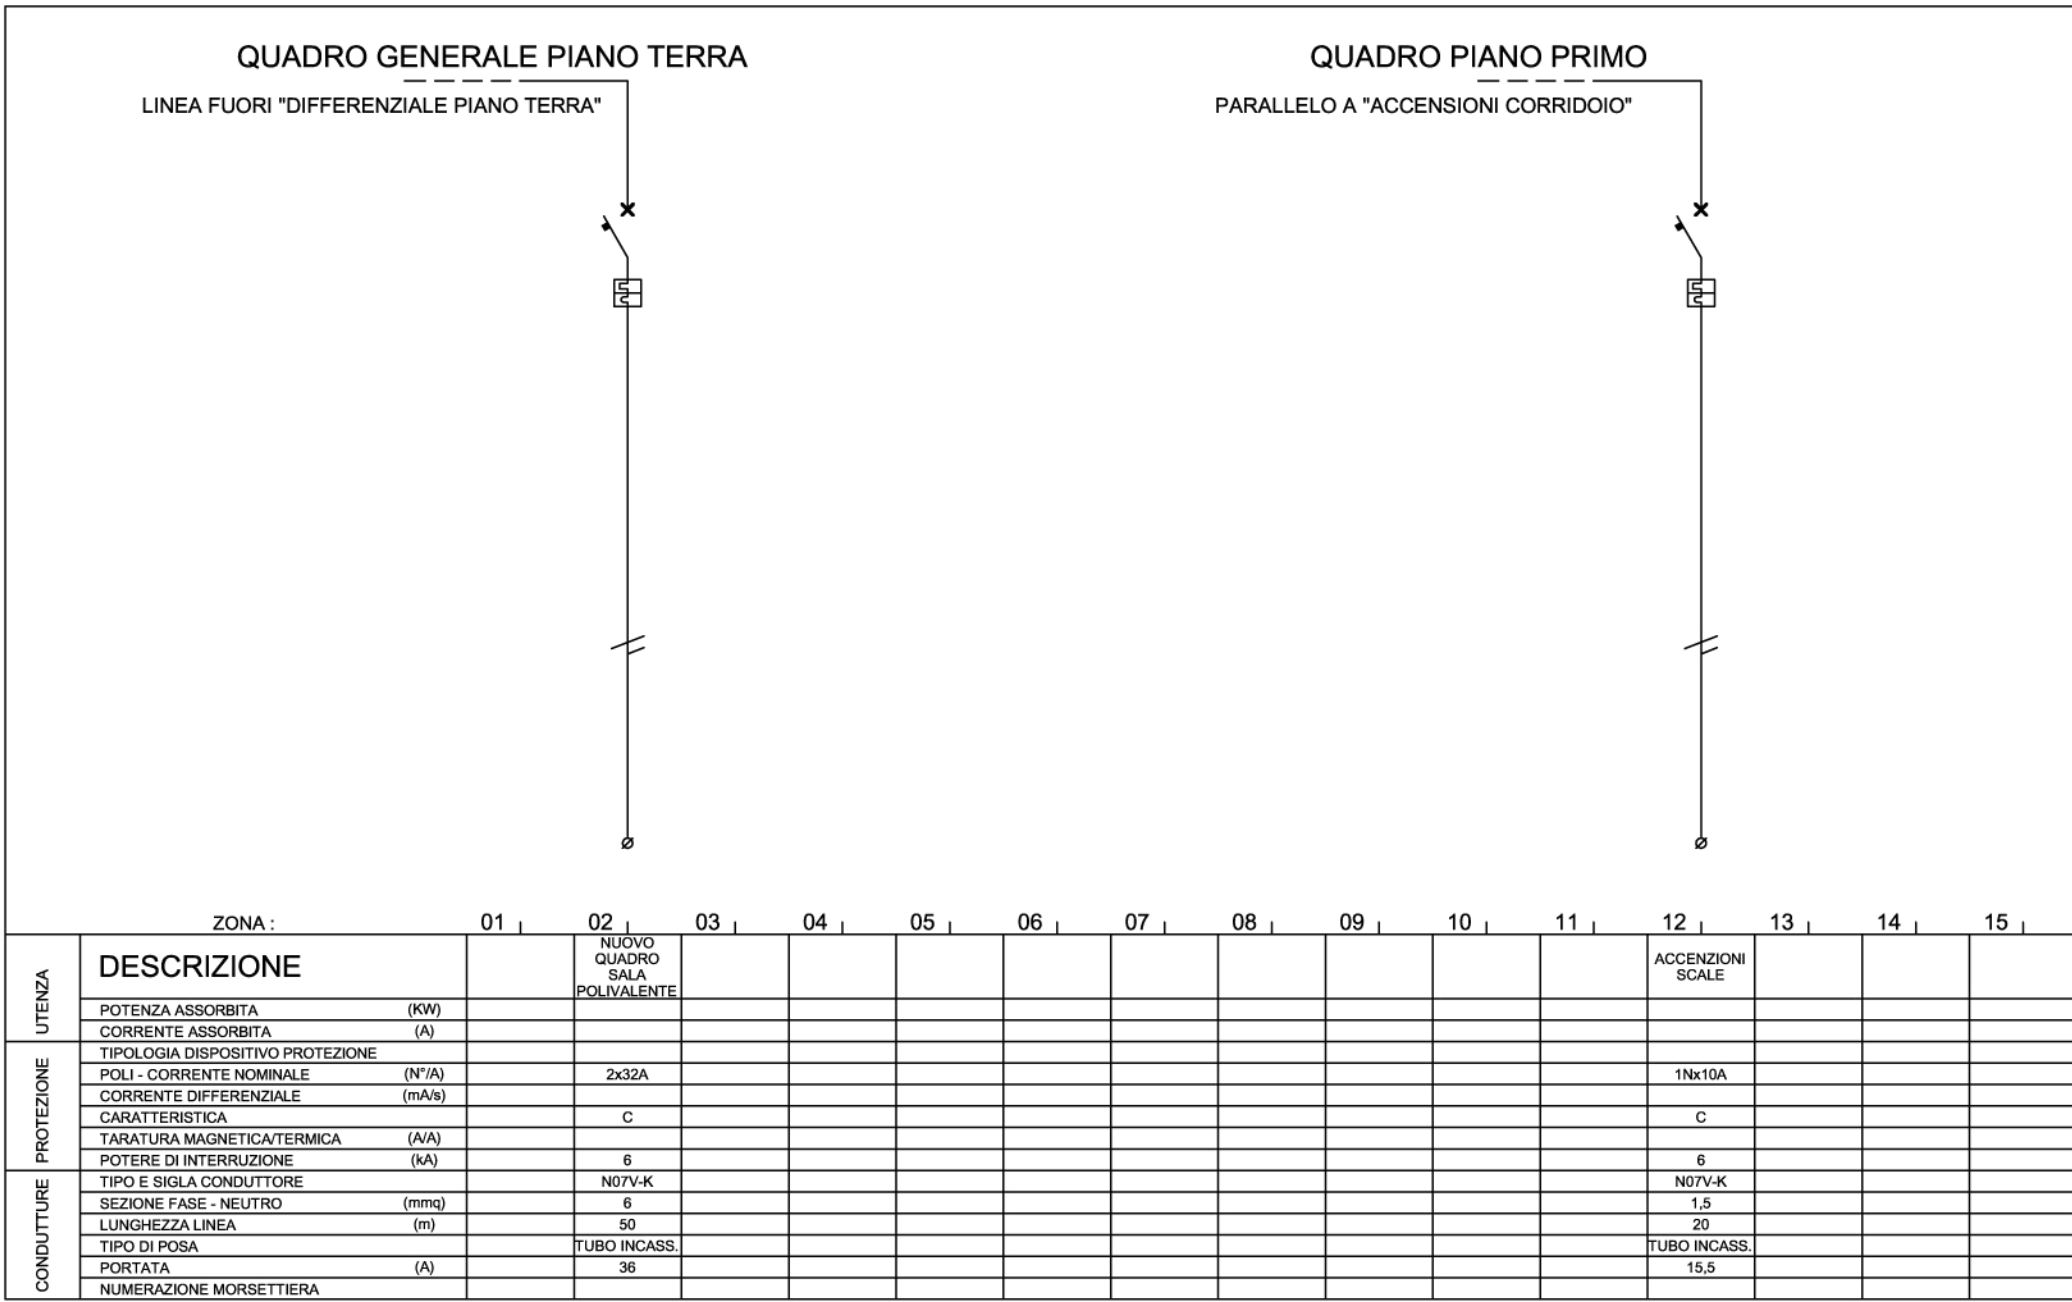 QUADRO GENERALE PIANO TERRA
LINEA FUORI "DIFFERENZIALE PIANO TERRA"
QUADRO PIANO PRIMO
PARALLELO A "ACCENSIONI CORRIDOIO"
ZONA : 01 02 03 04 05 06 07 08 09 10 11 12 13 14 15
UTENZA
DESCRIZIONE
NUOVO
QUADRO
SALA
POLIVALENTE
ACCENZIONI
SCALE
POTENZA ASSORBITA (KW)
CORRENTE ASSORBITA (A)
PROTEZIONE
TIPOLOGIA DISPOSITIVO PROTEZIONE
POLI - CORRENTE NOMINALE (N°/A) 2x32A 1Nx10A
CORRENTE DIFFERENZIALE (mA/s)
CARATTERISTICA C C
TARATURA MAGNETICA/TERMICA (A/A)
POTERE DI INTERRUZIONE (kA) 6 6
CONDUTTURE
TIPO E SIGLA CONDUTTORE N07V-K N07V-K
SEZIONE FASE - NEUTRO (mmq) 6 1,5
LUNGHEZZA LINEA (m) 50 20
TIPO DI POSA TUBO INCASS. TUBO INCASS.
PORTATA (A) 36 15,5
NUMERAZIONE MORSETTIERA